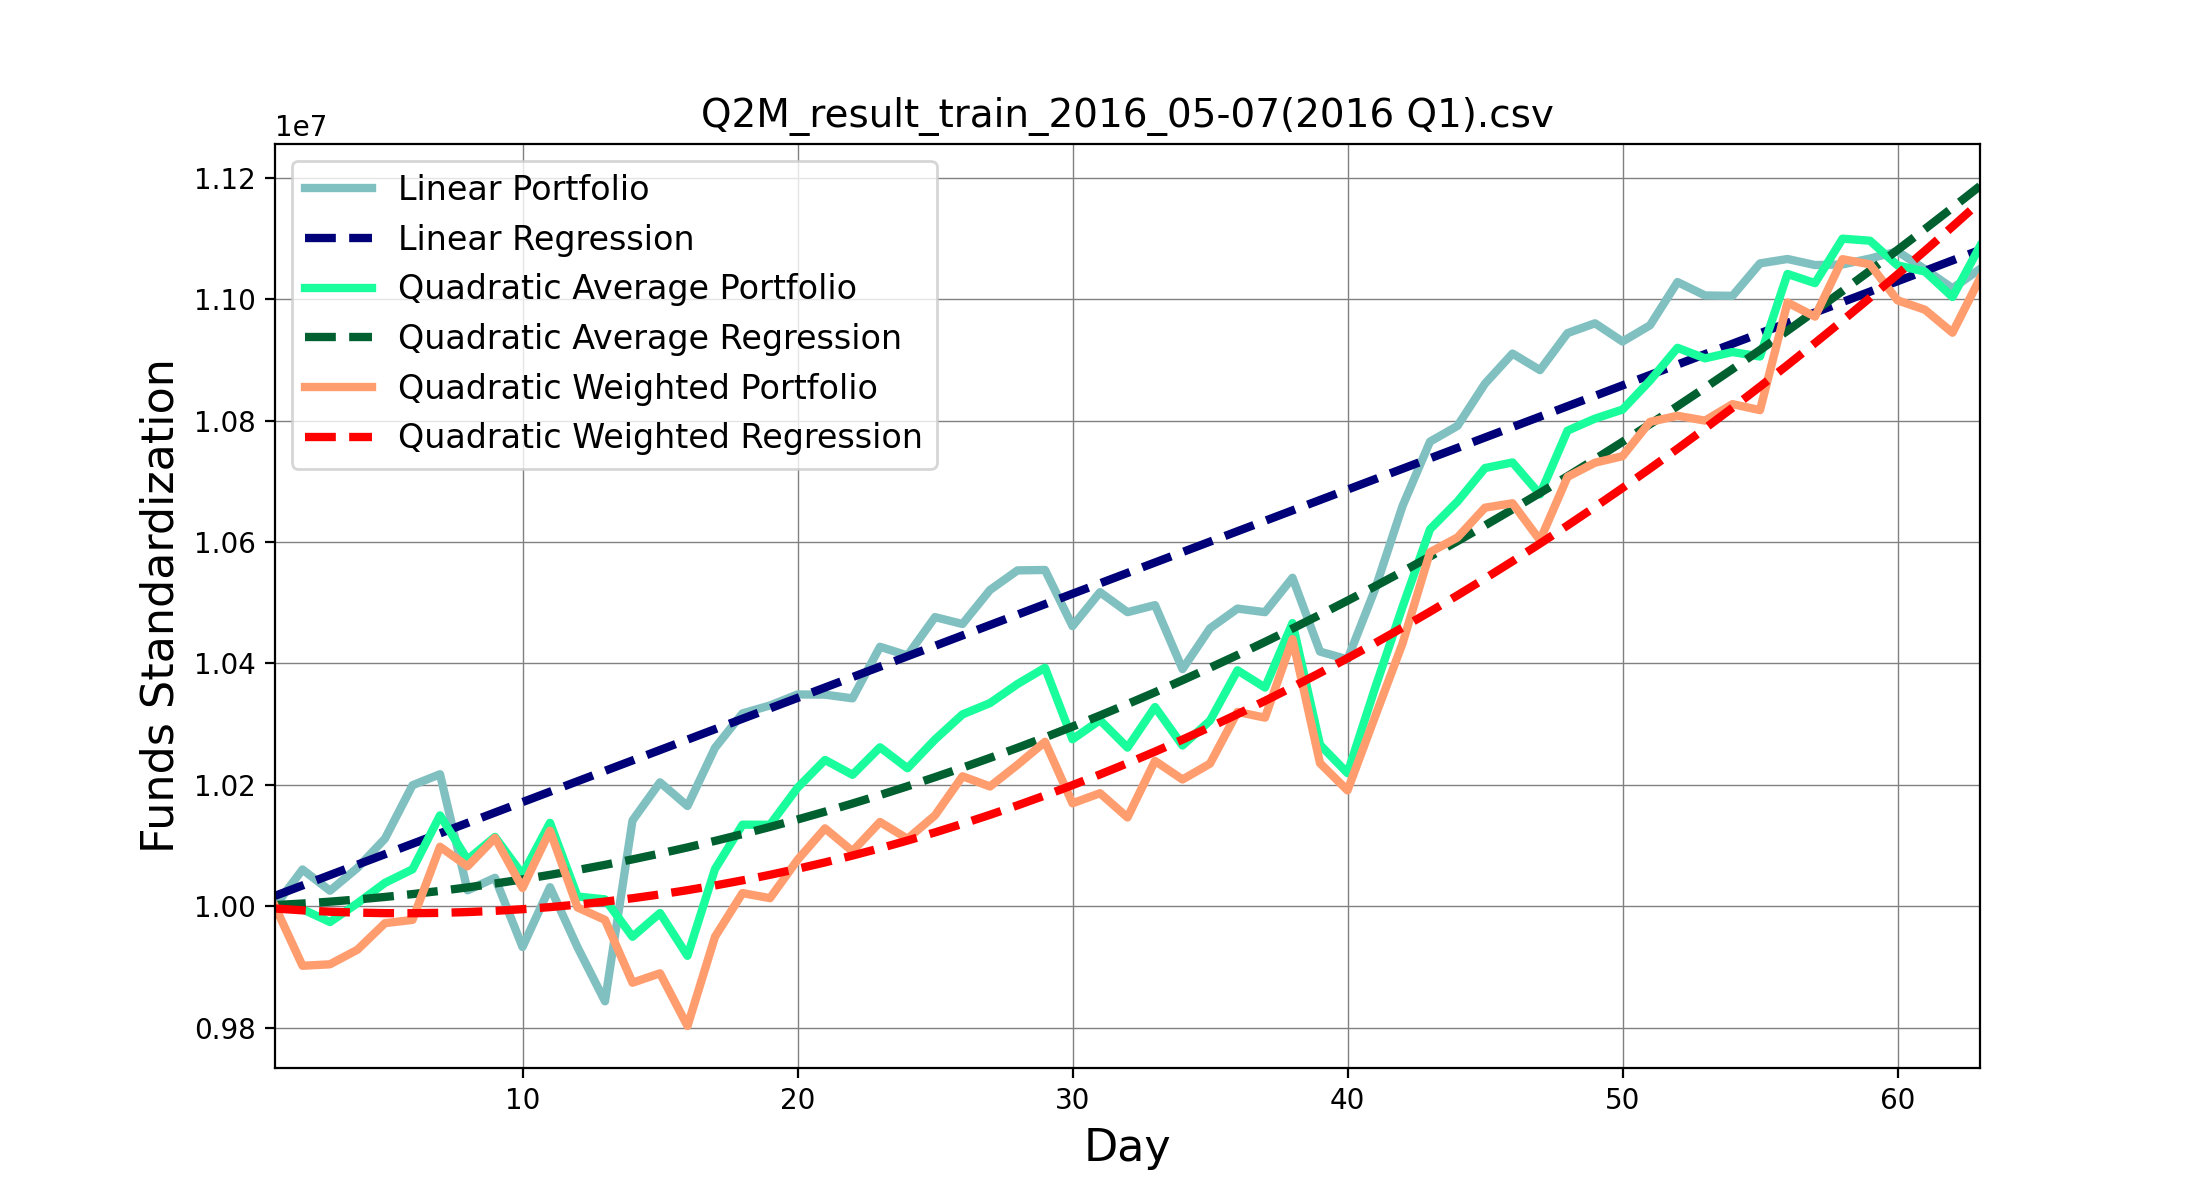 Q2M_result_train_2016_05-07(2016 Q1).csv
1e7
1.12
1.10
1.08
1.06
1.04
1.02
1.00
0.98
Funds Standardization
Linear Portfolio
Linear Regression
Quadratic Average Portfolio
Quadratic Average Regression
Quadratic Weighted Portfolio
Quadratic Weighted Regression
10 20 30 40 50 60
Day